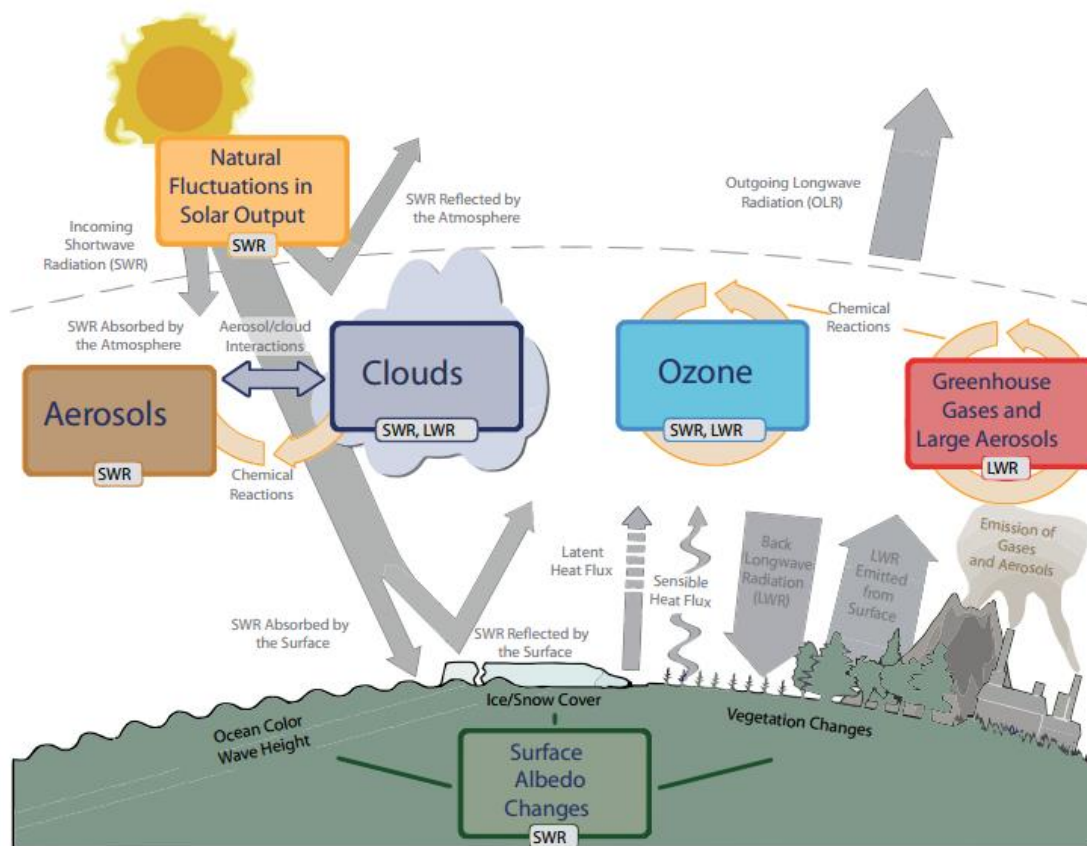 Natural
Fluctuations in
Solar Output
SWR
SWR Reflected by
the Atmosphere
Outgoing Longwave
Radiation (OLR)
Incoming
Shortwave
Radiation (SWR)
SWR Absorbed by
the Atmosphere
Aerosol/cloud
Interactions
Chemical
Reactions
Aerosols
SWR
Clouds
SWR, LWR
Ozone
SWR, LWR
Greenhouse
Gases and
Large Aerosols
LWR
Chemical
Reactions
Emission of
Gases
and Aerosols
Latent
Heat Flux
Sensible
Heat Flux
Back
Longwave
Radiation
(LWR)
LWR
Emitted
from
Surface
SWR Absorbed by
the Surface
SWR Reflected by
the Surface
Ice/Snow Cover
Ocean Color
Wave Height
Vegetation Changes
Surface
Albedo
Changes
SWR